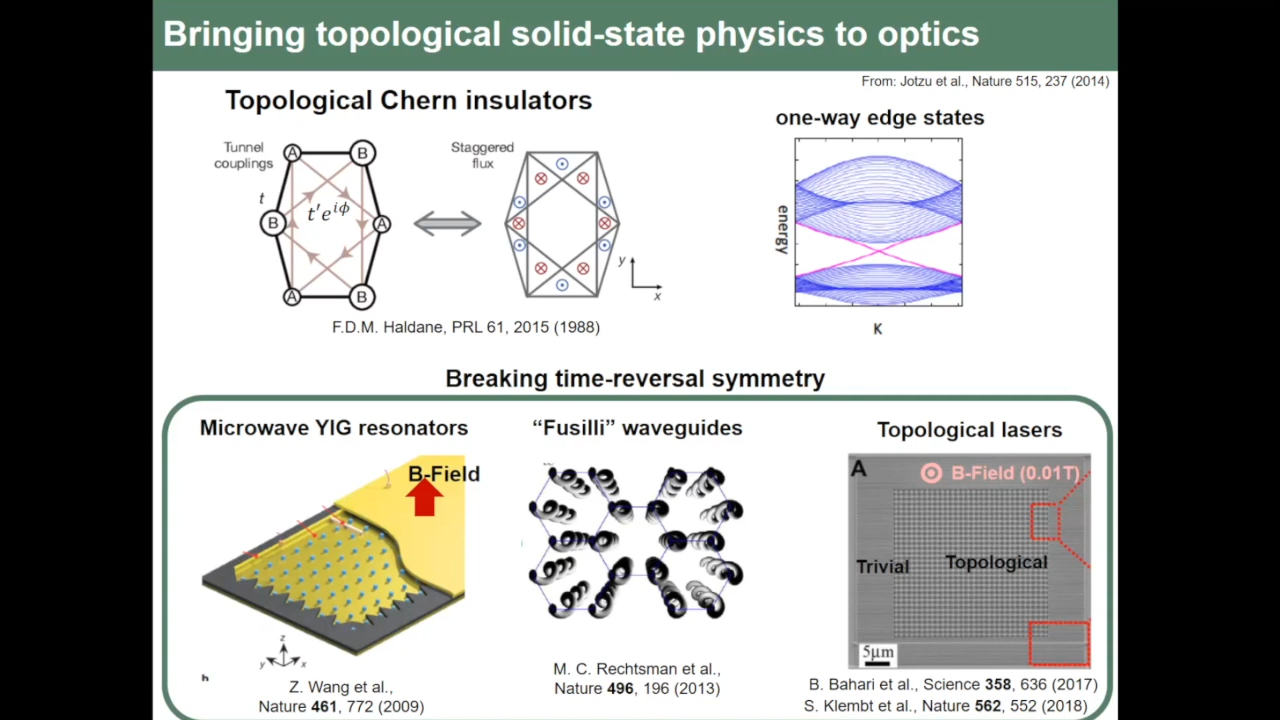 Bringing topological solid-state physics to optics
From: Jotzu et al., Nature 515, 237 (2014)
Topological Chern insulators
one-way edge states
Tunnel
couplings
A
B
t
B
t′e^{iϕ}
A
A
B
Staggered
flux
y
x
energy
K
F.D.M. Haldane, PRL 61, 2015 (1988)
Breaking time-reversal symmetry
Microwave YIG resonators
B-Field
z
y
x
h
Z. Wang et al.,
Nature 461, 772 (2009)
“Fusilli” waveguides
M. C. Rechtsman et al.,
Nature 496, 196 (2013)
Topological lasers
A
B-Field (0.01T)
Trivial
Topological
5μm
B. Bahari et al., Science 358, 636 (2017)
S. Klembt et al., Nature 562, 552 (2018)